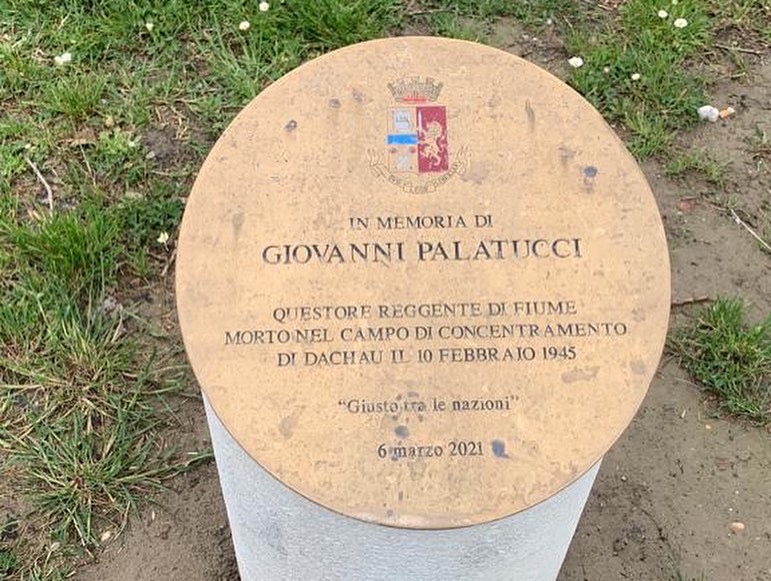 IN MEMORIA DI
GIOVANNI PALATUCCI
QUESTORE REGGENTE DI FIUME
MORTO NEL CAMPO DI CONCENTRAMENTO
DI DACHAU IL 10 FEBBRAIO 1945
"Giusto tra le nazioni"
6 marzo 2021